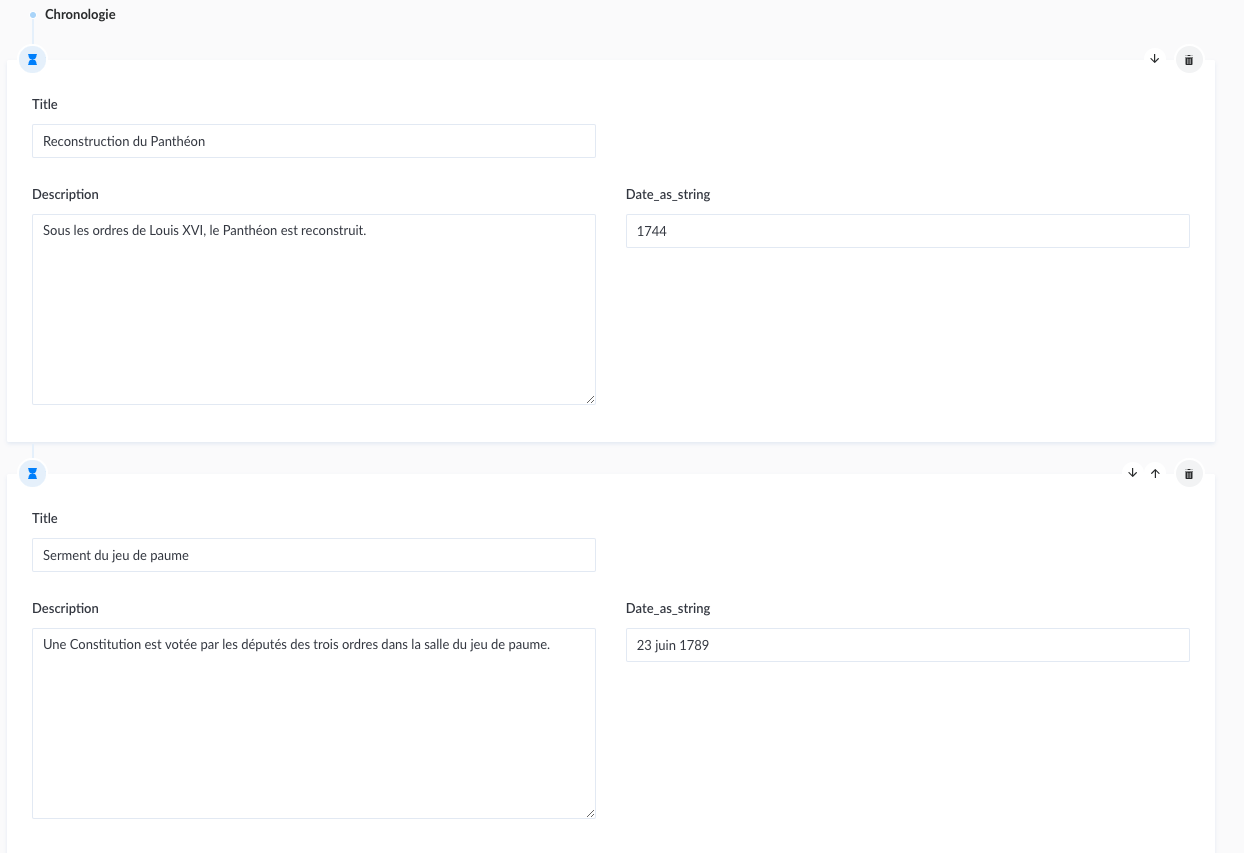 Chronologie
Title
Reconstruction du Panthéon
Description
Date_as_string
Sous les ordres de Louis XVI, le Panthéon est reconstruit.
1744
Title
Serment du jeu de paume
Description
Date_as_string
Une Constitution est votée par les députés des trois ordres dans la salle du jeu de paume.
23 juin 1789